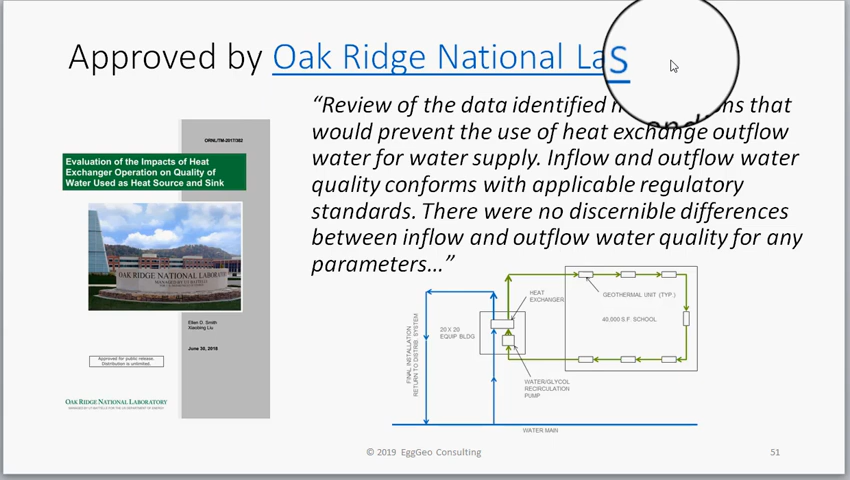 Approved by Oak Ridge National La
s
“Review of the data identified
that
would prevent the use of heat exchange outflow
water for water supply. Inflow and outflow water
quality conforms with applicable regulatory
standards. There were no discernible differences
between inflow and outflow water quality for any
parameters…”
ORNL/TM-2017/382
Evaluation of the Impacts of Heat
Exchanger Operation on Quality of
Water Used as Heat Source and Sink
OAK RIDGE NATIONAL LABORAT
Ellen D. Smith
Xiaobing Liu
June 30, 2018
Approved for public release.
Distribution is unlimited.
OAK RIDGE NATIONAL LABORATORY
MANAGED BY UT-BATTELLE FOR THE US DEPARTMENT OF ENERGY
HEAT
EXCHANGER
GEOTHERMAL UNIT (TYP.)
40,000 S.F. SCHOOL
20 X 20
EQUIP BLDG
FINAL INSTALLATION
RETURN TO DISTRIB. SYSTEM
WATER/GLYCOL
RECIRCULATION
PUMP
WATER MAIN
© 2019 EggGeo Consulting
51